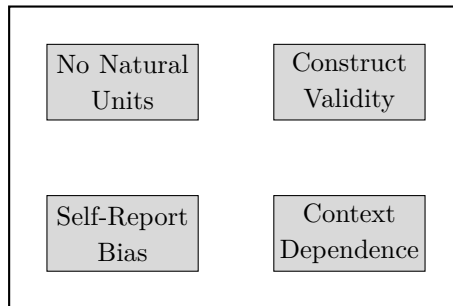 No Natural
Units
Construct
Validity
Self-Report
Bias
Context
Dependence